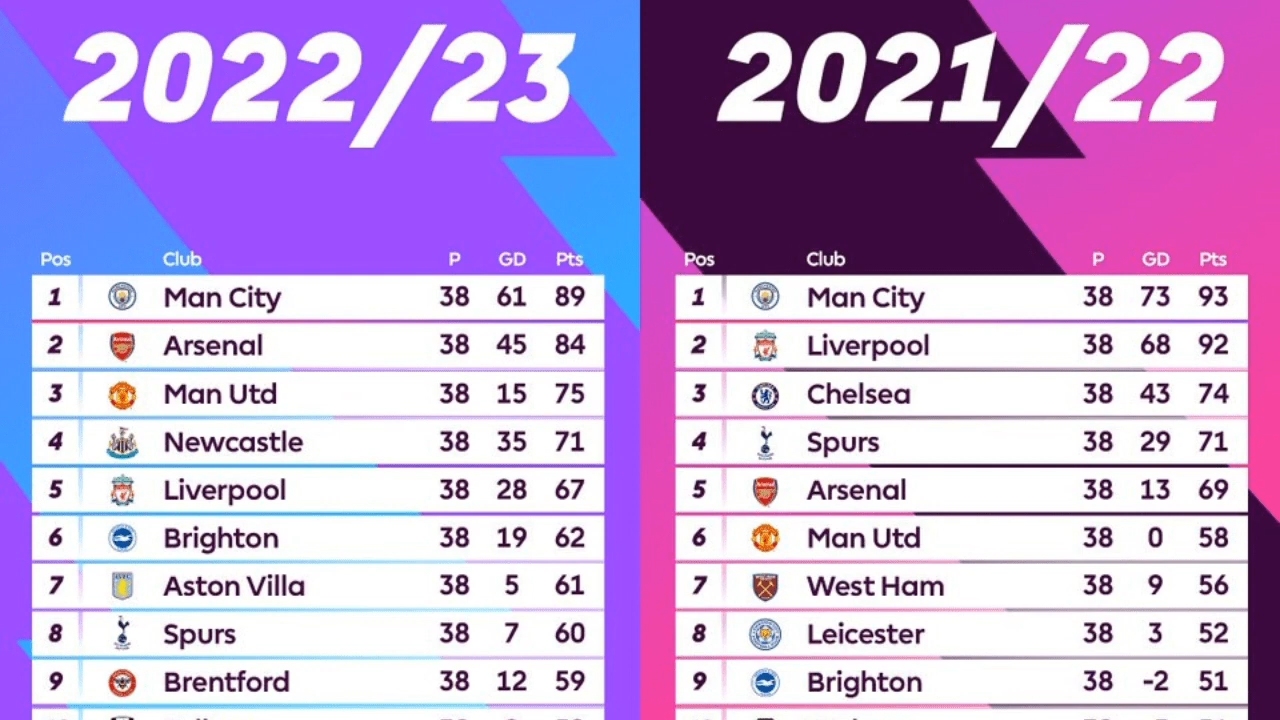 2022/23
Pos Club P GD Pts
1 Man City 38 61 89
2 Arsenal 38 45 84
3 Man Utd 38 15 75
4 Newcastle 38 35 71
5 Liverpool 38 28 67
6 Brighton 38 19 62
7 Aston Villa 38 5 61
8 Spurs 38 7 60
9 Brentford 38 12 59
2021/22
Pos Club P GD Pts
1 Man City 38 73 93
2 Liverpool 38 68 92
3 Chelsea 38 43 74
4 Spurs 38 29 71
5 Arsenal 38 13 69
6 Man Utd 38 0 58
7 West Ham 38 9 56
8 Leicester 38 3 52
9 Brighton 38 -2 51